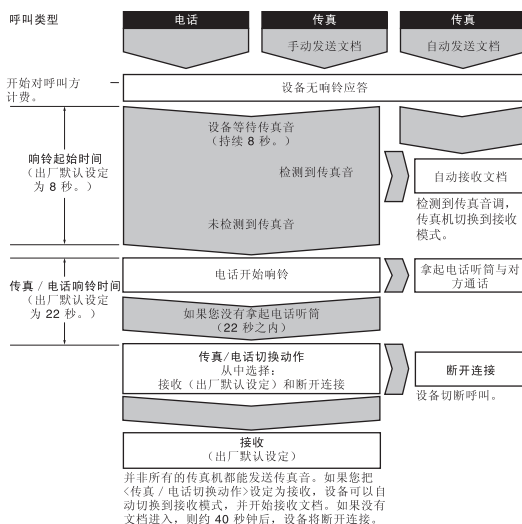 呼叫类型
电话
传真
传真
手动发送文档
自动发送文档
开始对呼叫方
计费。
设备无响铃应答
设备等待传真音
(持续 8 秒。)
响铃起始时间
(出厂默认设定
为 8 秒。)
检测到传真音
自动接收文档
检测到传真音调,
传真机切换到接收
模式。
未检测到传真音
传真 / 电话响铃时间
(出厂默认设定
为 22 秒。)
电话开始响铃
拿起电话听筒与对
方通话
如果您没有拿起电话听筒
(22 秒之内)
传真/电话切换动作
从中选择:
接收(出厂默认设定)和断开连接
断开连接
设备切断呼叫。
接收
(出厂默认设定)
并非所有的传真机都能发送传真音。如果您把
<传真 / 电话切换动作>设定为接收,设备可以自
动切换到接收模式,并开始接收文档。如果没有
文档进入,则约 40 秒钟后,设备将断开连接。